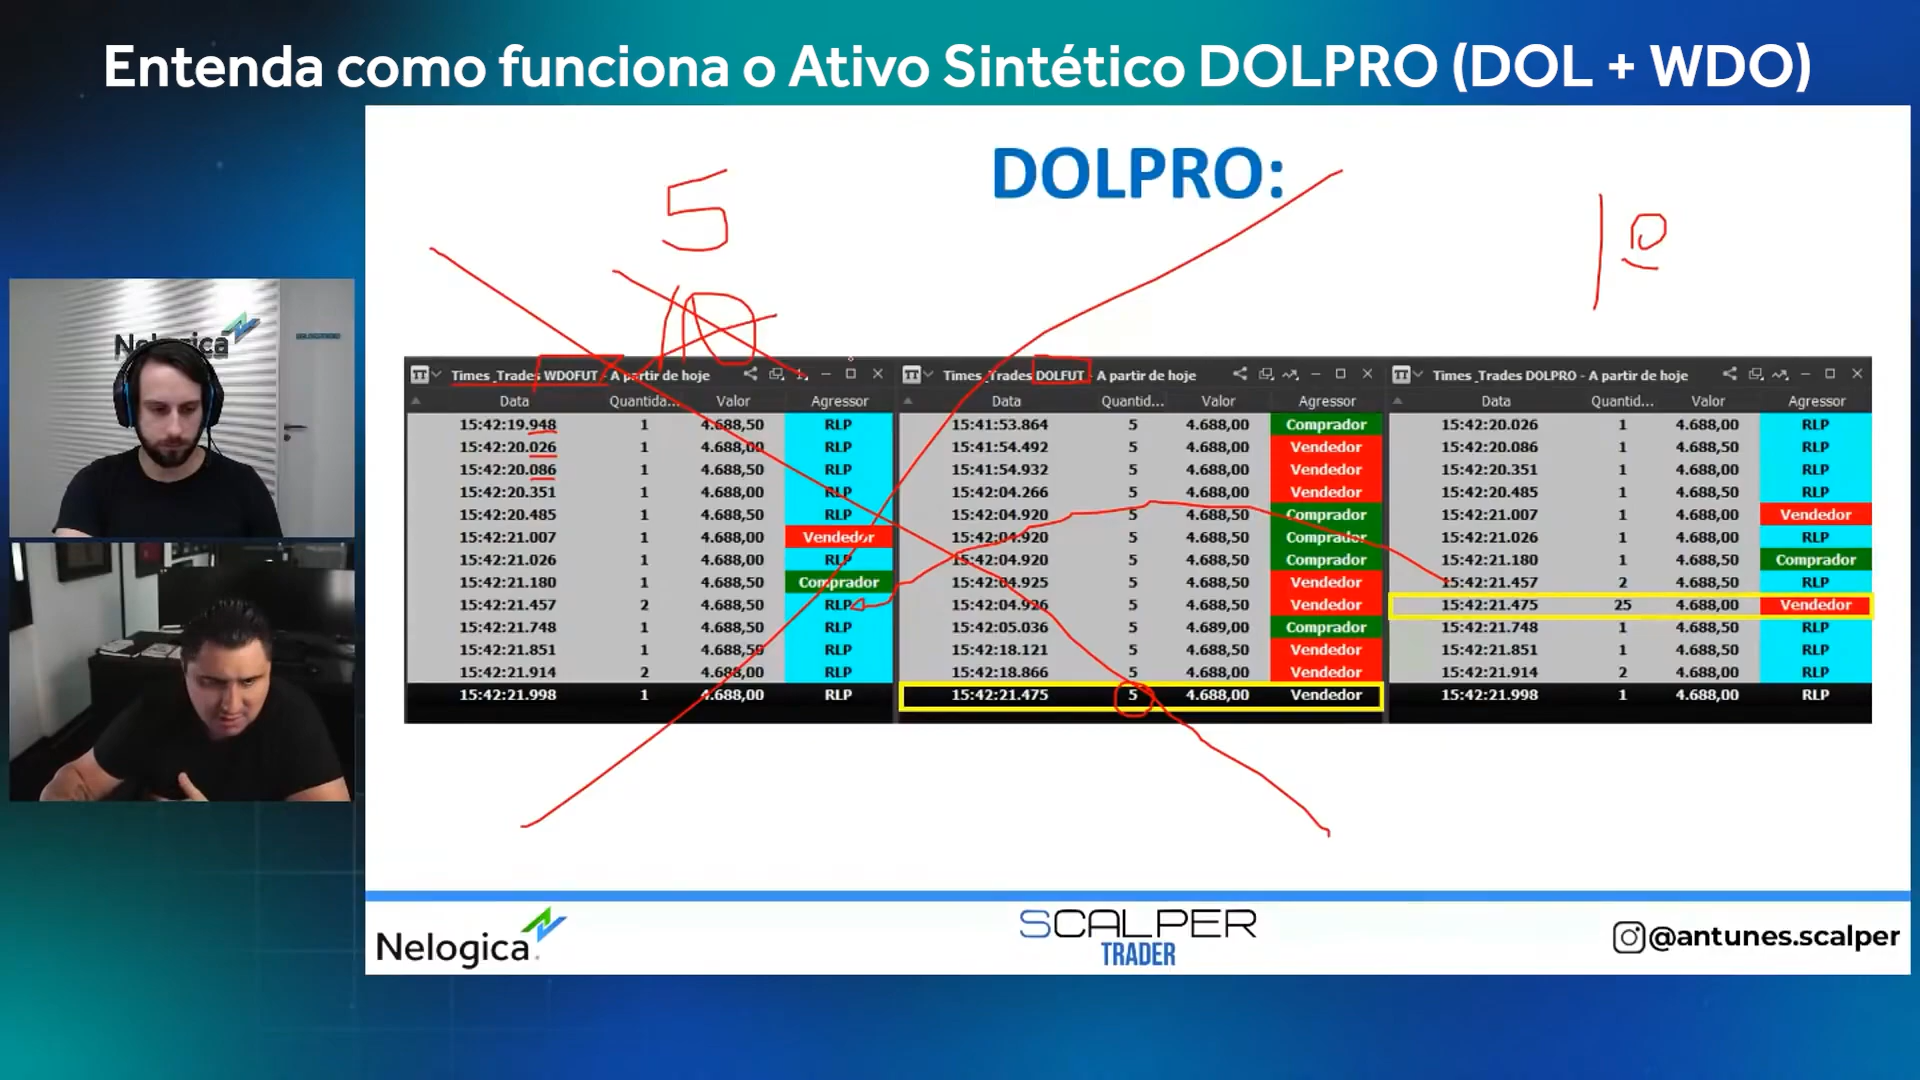 Entenda como funciona o Ativo Sintético DOLPRO (DOL + WDO)
DOLPRO:
5
10
1º
Nelogica
TT Times_Trades WDOFUT - A partir de hoje
Data Quantida... Valor Agressor
15:42:19.948 1 4.688,50 RLP
15:42:20.026 1 4.688,00 RLP
15:42:20.086 1 4.688,50 RLP
15:42:20.351 1 4.688,00 RLP
15:42:20.485 1 4.688,50 RLP
15:42:21.007 1 4.688,00 Vendedor
15:42:21.026 1 4.688,00 RLP
15:42:21.180 1 4.688,50 Comprador
15:42:21.457 2 4.688,50 RLP
15:42:21.748 1 4.688,50 RLP
15:42:21.851 1 4.688,50 RLP
15:42:21.914 2 4.688,00 RLP
15:42:21.998 1 4.688,00 RLP
TT Times_Trades DOLFUT - A partir de hoje
Data Quantid... Valor Agressor
15:41:53.864 5 4.688,00 Comprador
15:41:54.492 5 4.688,00 Vendedor
15:41:54.932 5 4.688,00 Vendedor
15:42:04.266 5 4.688,00 Vendedor
15:42:04.920 5 4.688,50 Comprador
15:42:04.920 5 4.688,50 Comprador
15:42:04.920 5 4.688,50 Comprador
15:42:04.925 5 4.688,50 Vendedor
15:42:04.926 5 4.688,50 Vendedor
15:42:05.036 5 4.689,00 Comprador
15:42:18.121 5 4.688,50 Vendedor
15:42:18.866 5 4.688,00 Vendedor
15:42:21.475 5 4.688,00 Vendedor
TT Times_Trades DOLPRO - A partir de hoje
Data Quantid... Valor Agressor
15:42:20.026 1 4.688,00 RLP
15:42:20.086 1 4.688,50 RLP
15:42:20.351 1 4.688,00 RLP
15:42:20.485 1 4.688,50 RLP
15:42:21.007 1 4.688,00 Vendedor
15:42:21.026 1 4.688,00 RLP
15:42:21.180 1 4.688,50 Comprador
15:42:21.457 2 4.688,50 RLP
15:42:21.475 25 4.688,00 Vendedor
15:42:21.748 1 4.688,50 RLP
15:42:21.851 1 4.688,50 RLP
15:42:21.914 2 4.688,00 RLP
15:42:21.998 1 4.688,00 RLP
Nelogica.
SCALPER
TRADER
@antunes.scalper